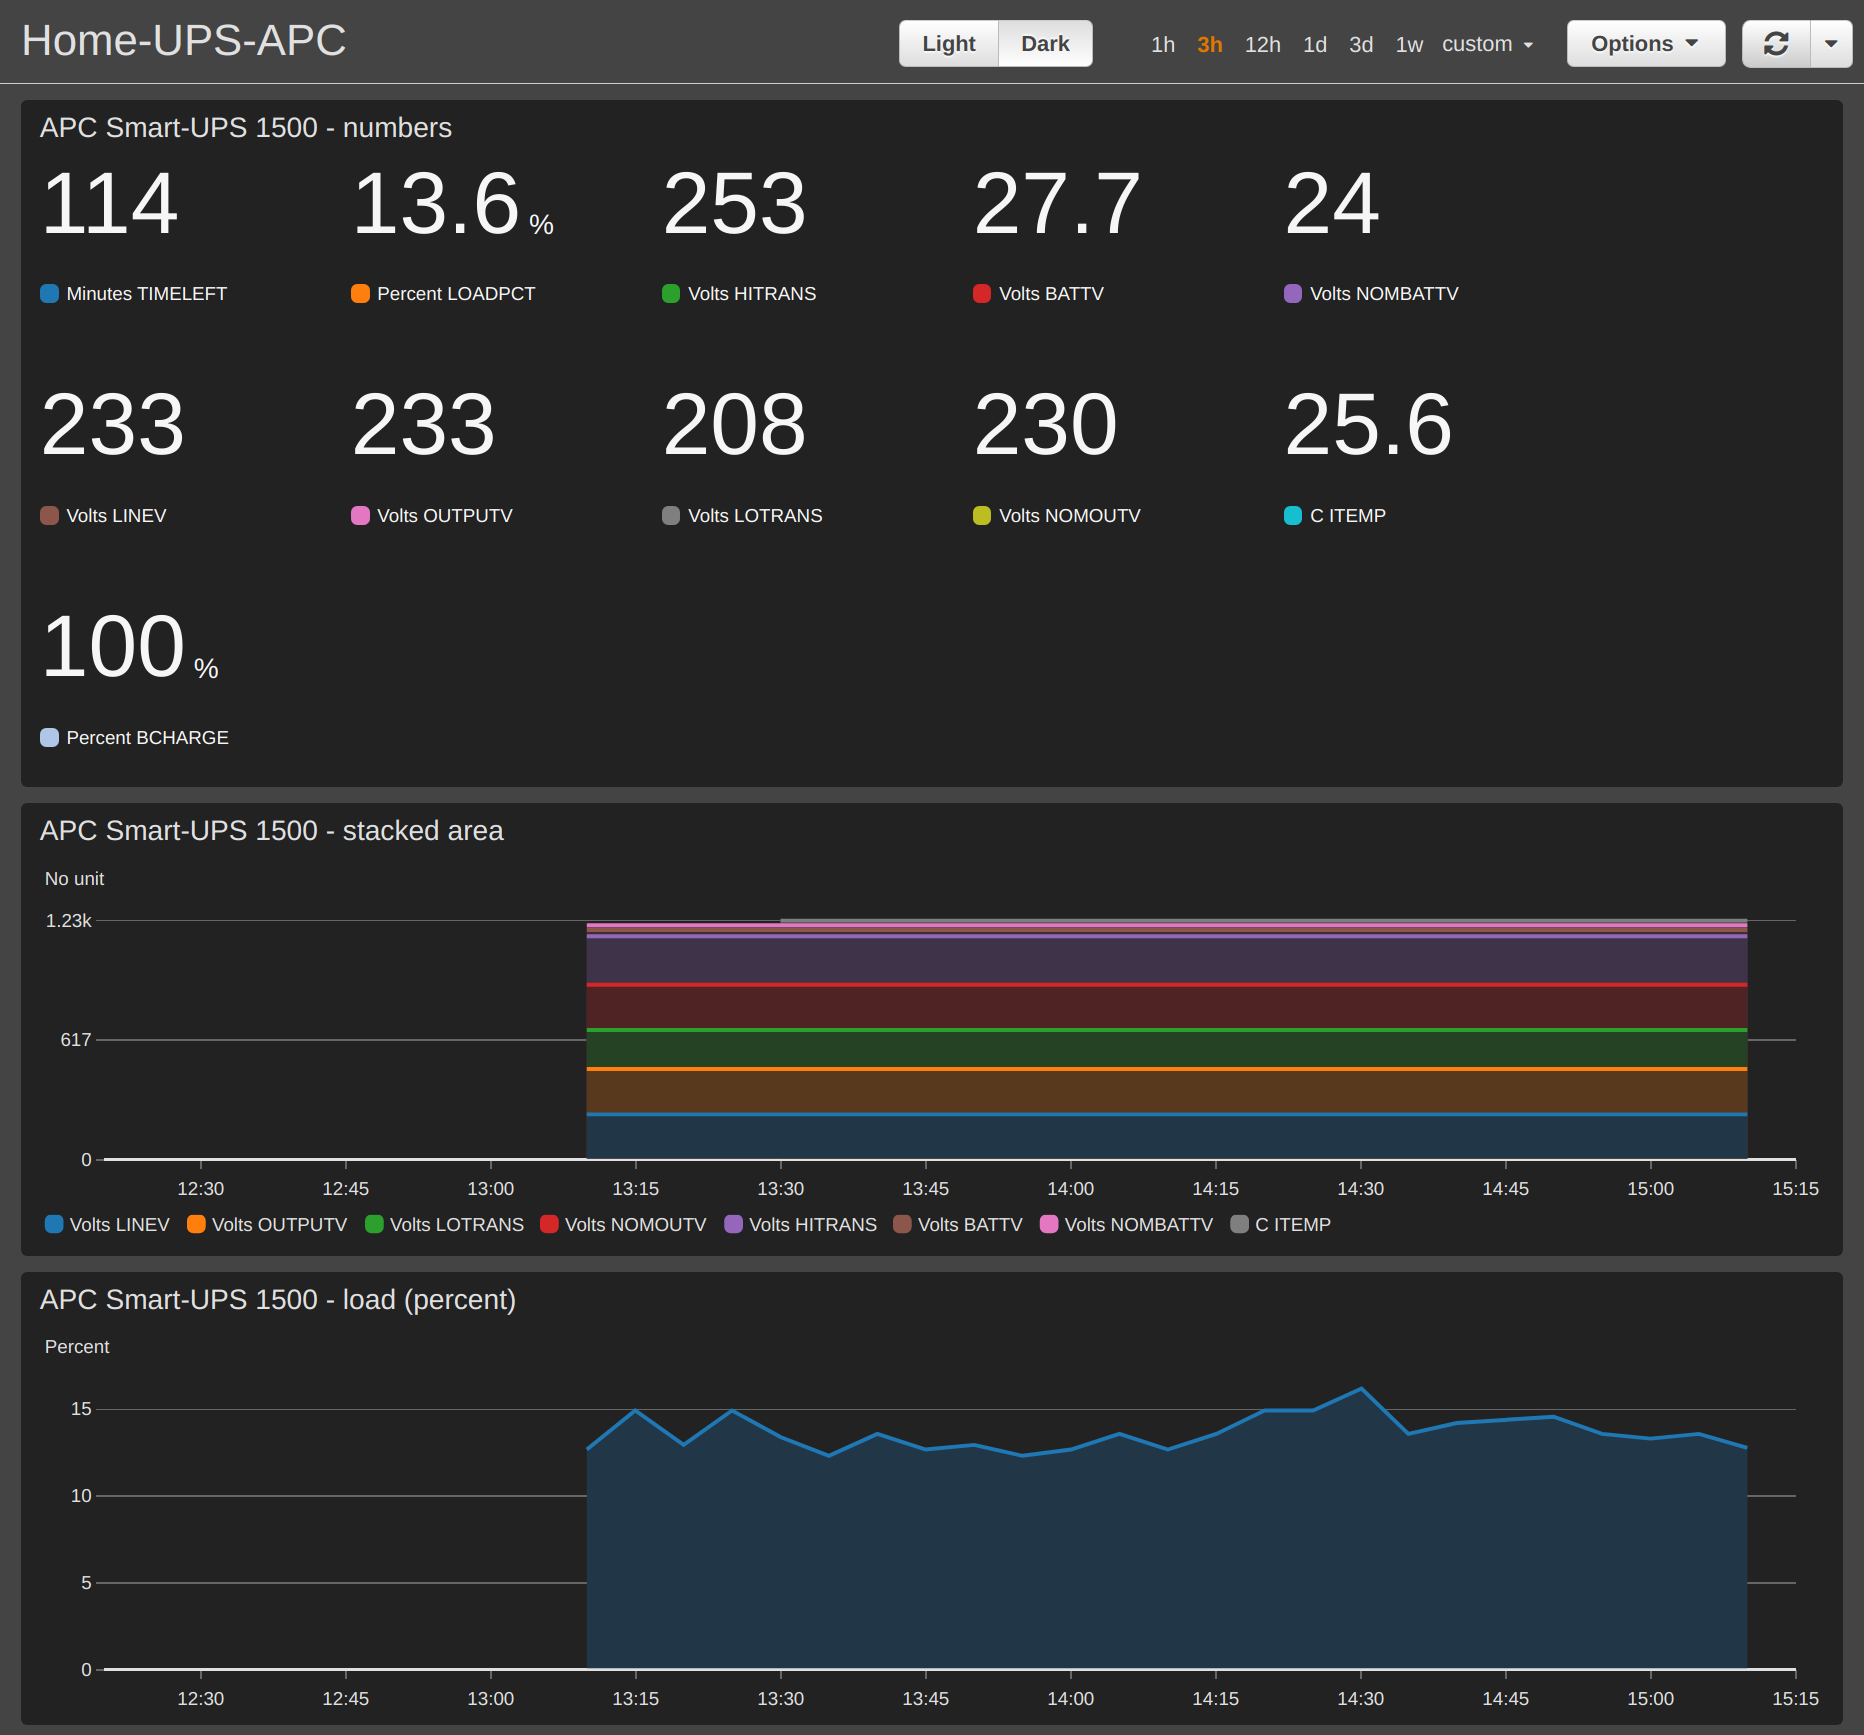 Home-UPS-APC
Light Dark 1h 3h 12h 1d 3d 1w custom Options
APC Smart-UPS 1500 - numbers
114 13.6 % 253 27.7 24
Minutes TIMELEFT Percent LOADPCT Volts HITRANS Volts BATTV Volts NOMBATTV
233 233 208 230 25.6
Volts LINEV Volts OUTPUTV Volts LOTRANS Volts NOMOUTV C ITEMP
100 %
Percent BCHARGE
APC Smart-UPS 1500 - stacked area
No unit
1.23k
617
0
12:30 12:45 13:00 13:15 13:30 13:45 14:00 14:15 14:30 14:45 15:00 15:15
Volts LINEV Volts OUTPUTV Volts LOTRANS Volts NOMOUTV Volts HITRANS Volts BATTV Volts NOMBATTV C ITEMP
APC Smart-UPS 1500 - load (percent)
Percent
15
10
5
0
12:30 12:45 13:00 13:15 13:30 13:45 14:00 14:15 14:30 14:45 15:00 15:15